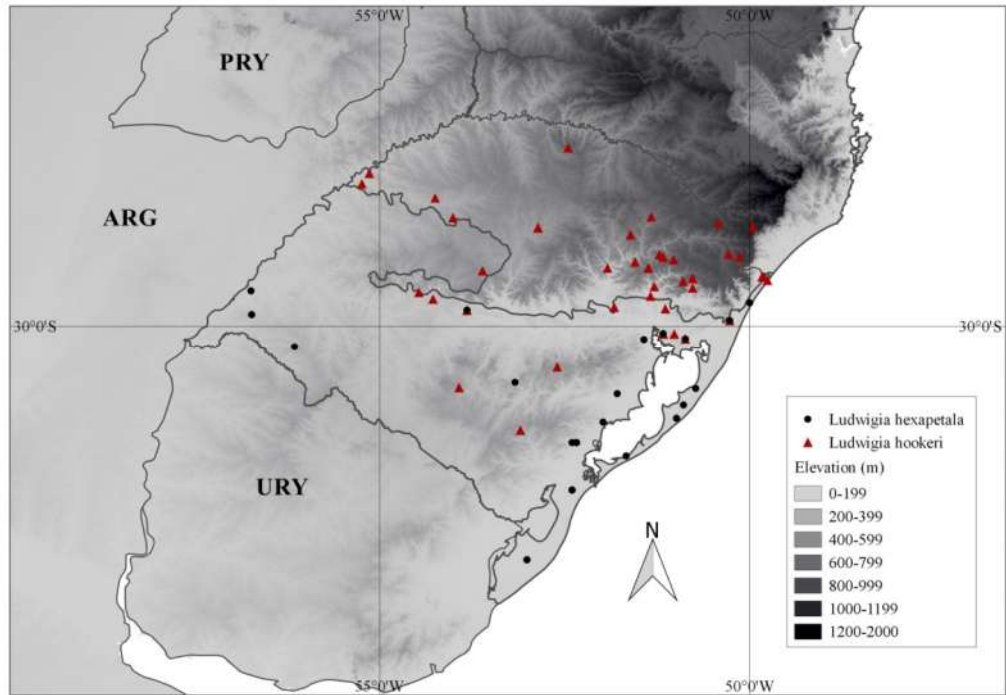 55°0'W
50°0'W
PRY
ARG
30°0'S
30°0'S
Ludwigia hexapetala
Ludwigia hookeri
Elevation (m)
0-199
200-399
400-599
600-799
800-999
1000-1199
1200-2000
URY
N
55°0'W
50°0'W